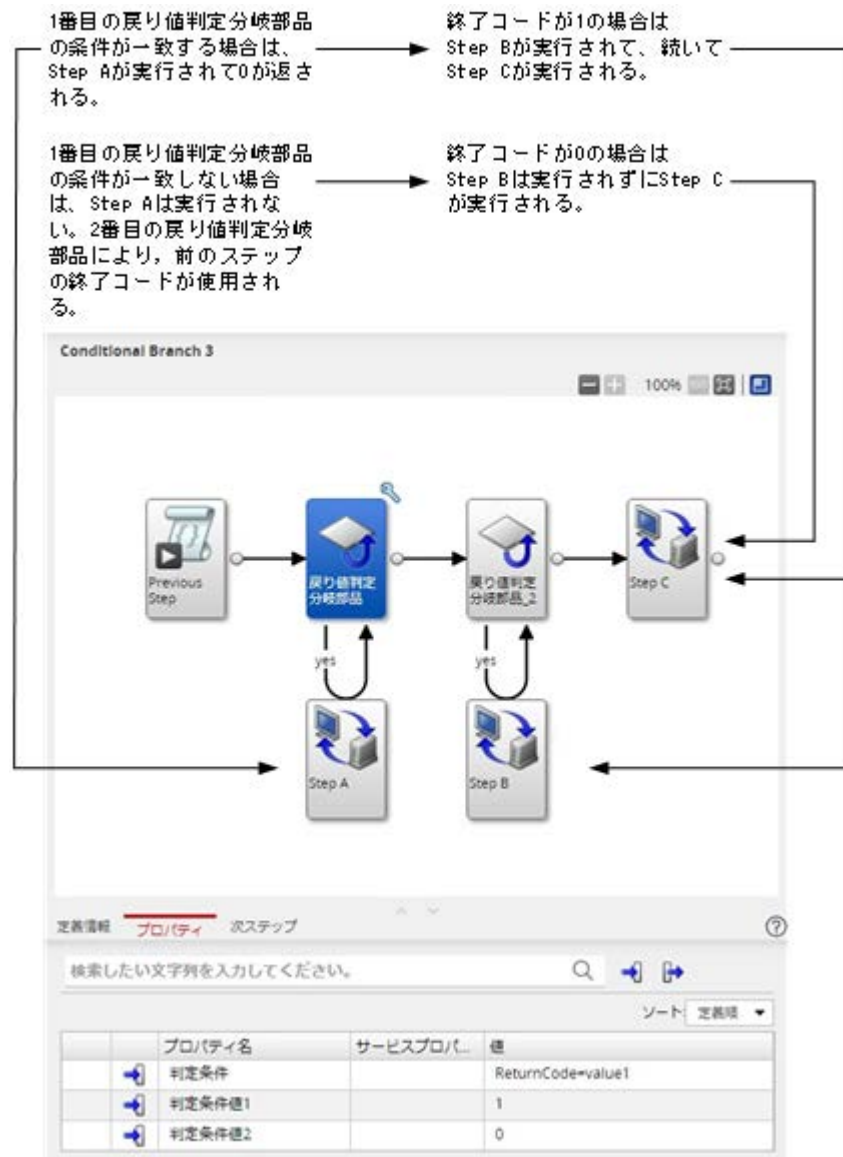 1番目の戻り値判定分岐部品
の条件が一致する場合は、
Step Aが実行されて0が返さ
れる。
終了コードが1の場合は
Step Bが実行されて、続いて
Step Cが実行される。
1番目の戻り値判定分岐部品
の条件が一致しない場合
は、Step Aは実行されな
い。2番目の戻り値判定分岐
部品により，前のステップ
の終了コードが使用され
る。
終了コードが0の場合は
Step Bは実行されずにStep C
が実行される。
Conditional Branch 3
100%
Previous
Step
戻り値判定
分岐部品
戻り値判定
分岐部品_2
Step C
yes
yes
Step A
Step B
定義情報 プロパティ 次ステップ
検索したい文字列を入力してください。
ソート: 定義順
プロパティ名 サービスプロパ... 値
判定条件 ReturnCode=value1
判定条件値1 1
判定条件値2 0